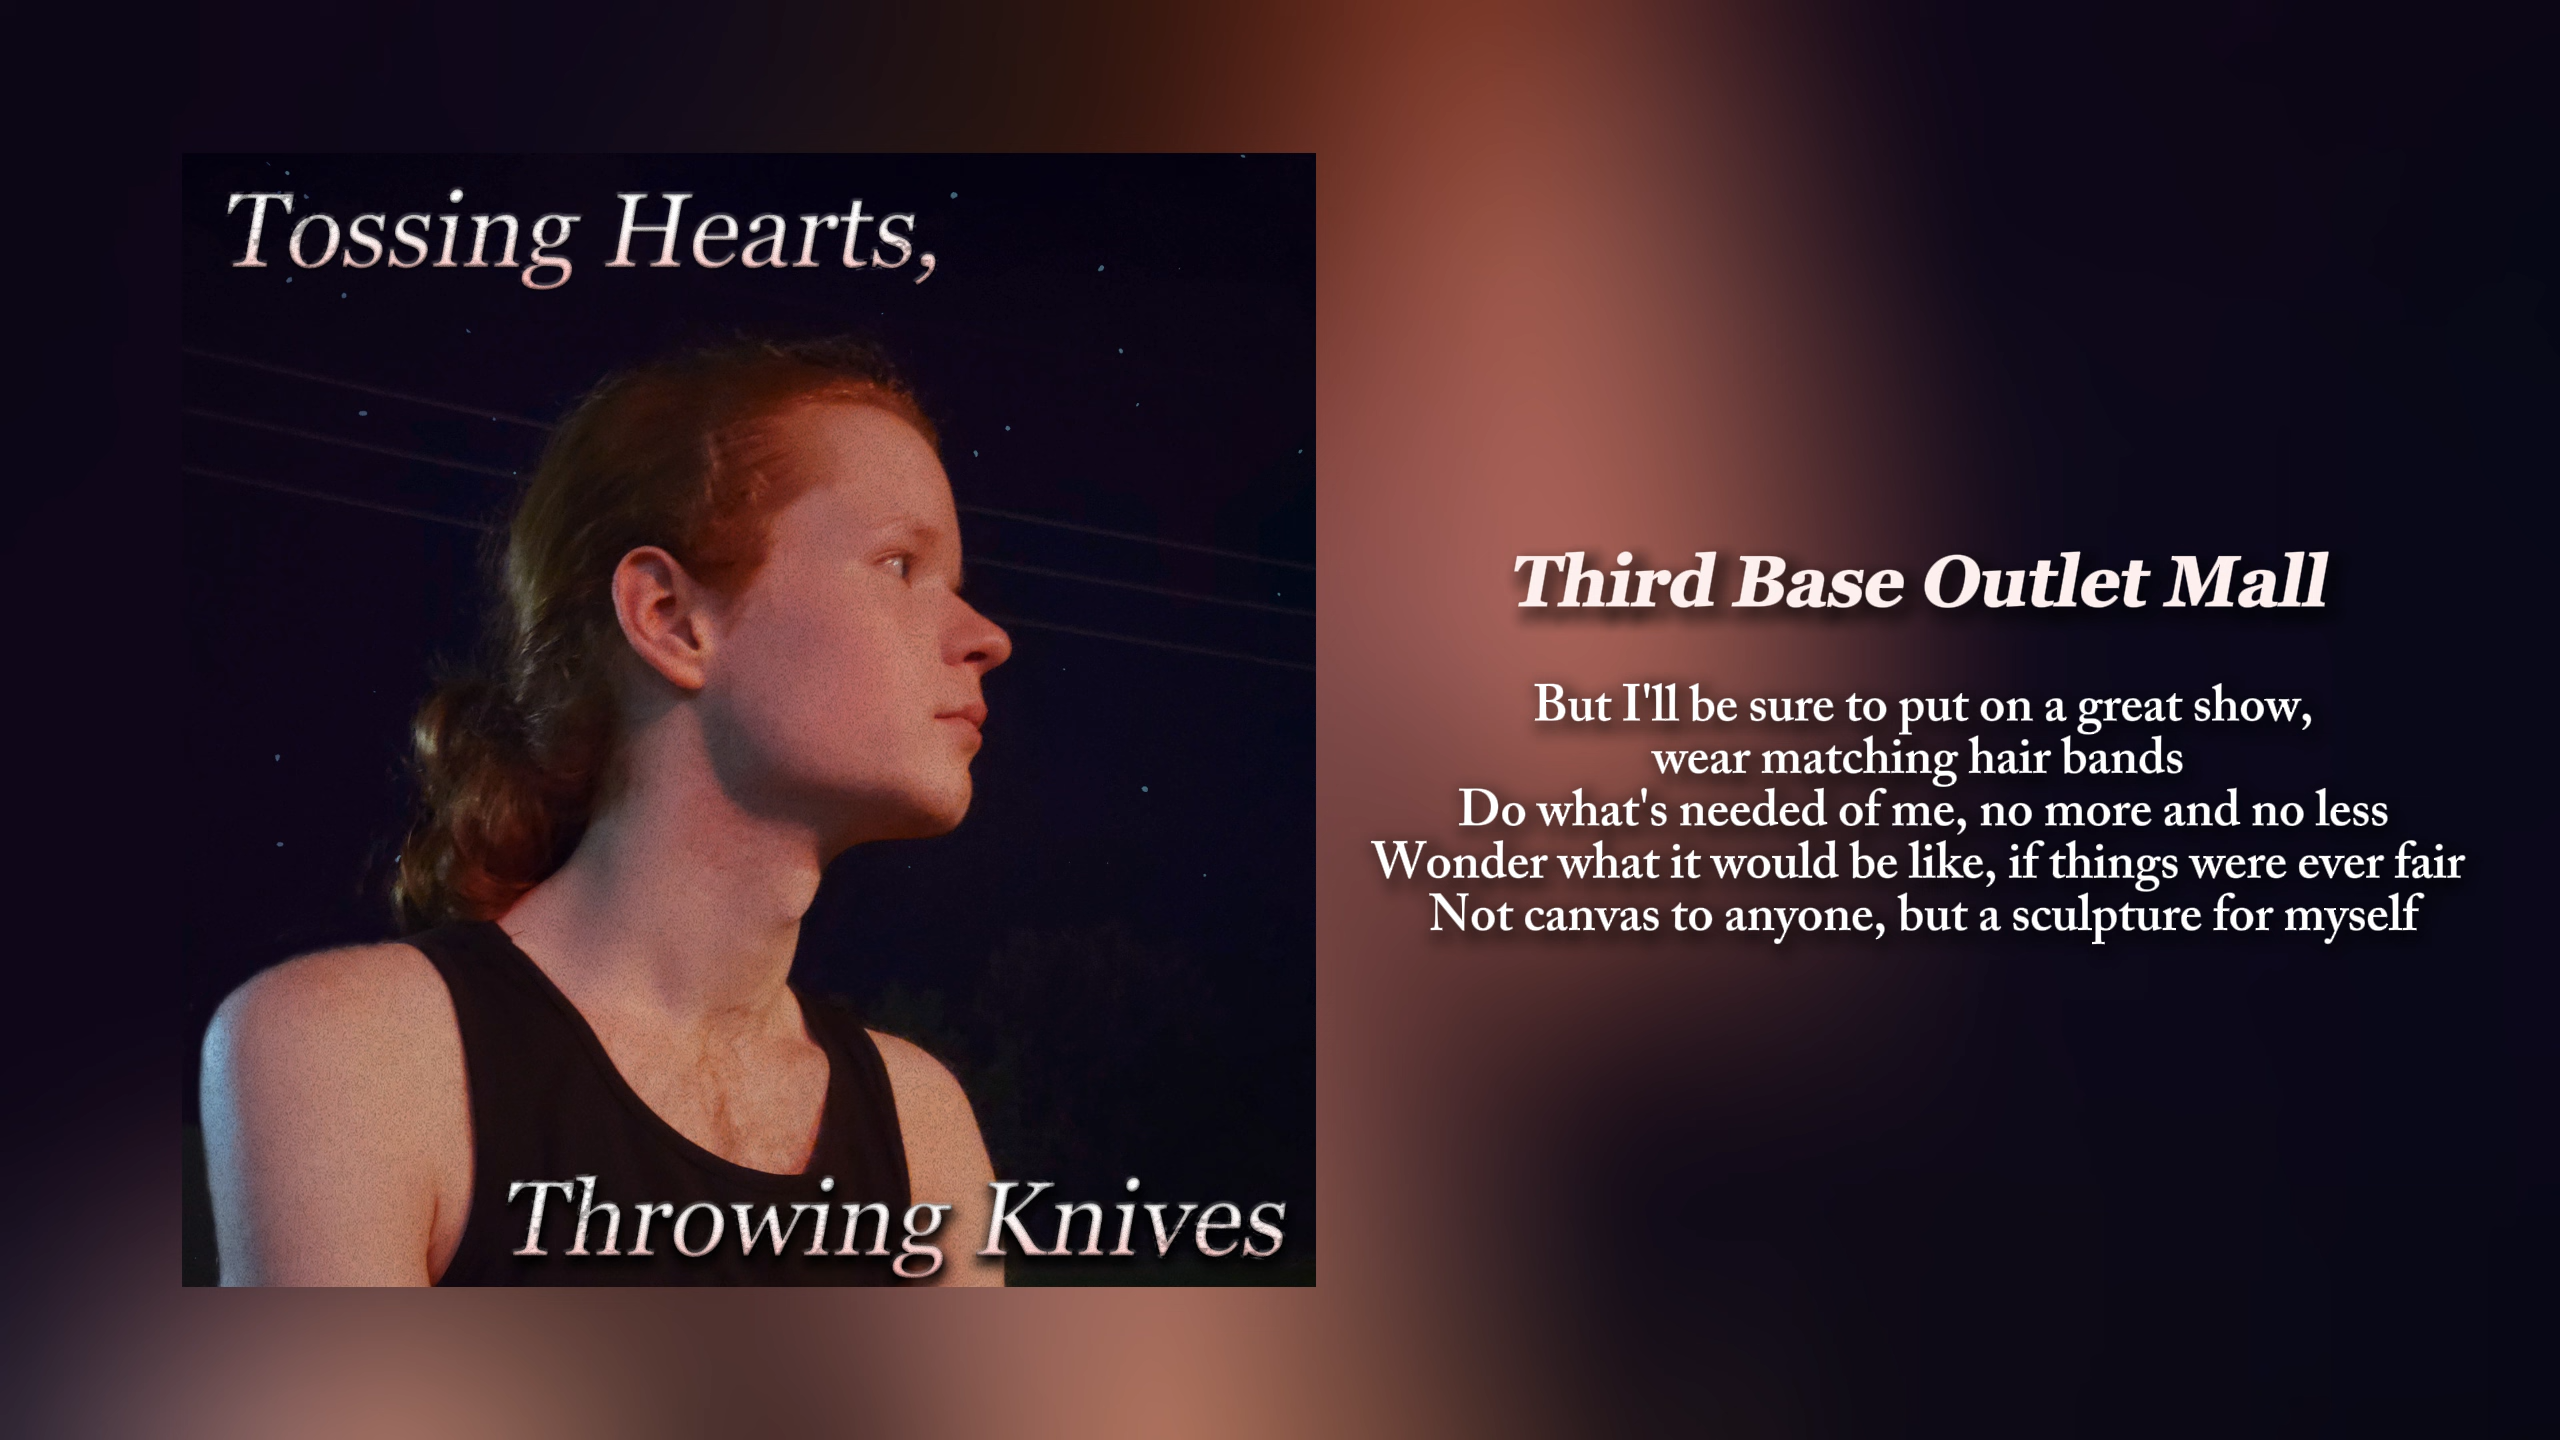 Tossing Hearts,
Throwing Knives
Third Base Outlet Mall
But I'll be sure to put on a great show,
wear matching hair bands
Do what's needed of me, no more and no less
Wonder what it would be like, if things were ever fair
Not canvas to anyone, but a sculpture for myself